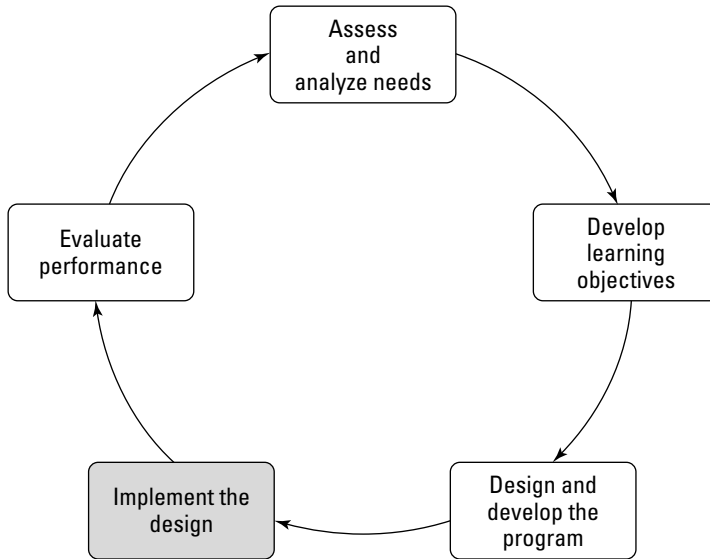 Assess
and
analyze needs
Develop
learning
objectives
Design and
develop the
program
Implement the
design
Evaluate
performance